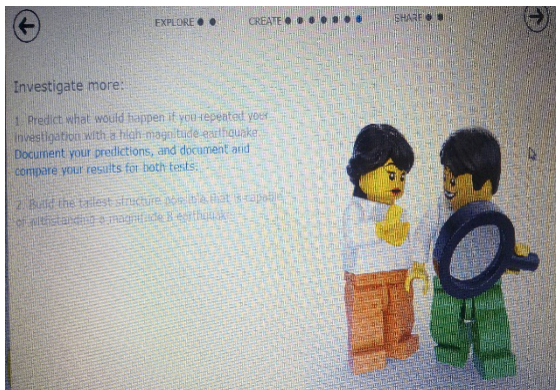 EXPLORE
CREATE
SHARE
Investigate more:
1. Predict what would happen if you repeated your
investigation with a high-magnitude earthquake.
Document your predictions, and document and
compare your results for both tests.
2. Build the tallest structure possible that is capable
of withstanding a magnitude 8 earthquake.